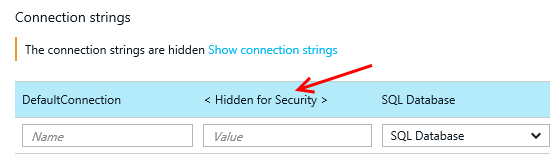 Connection strings
The connection strings are hidden Show connection strings
DefaultConnection < Hidden for Security > SQL Database
Name Value SQL Database